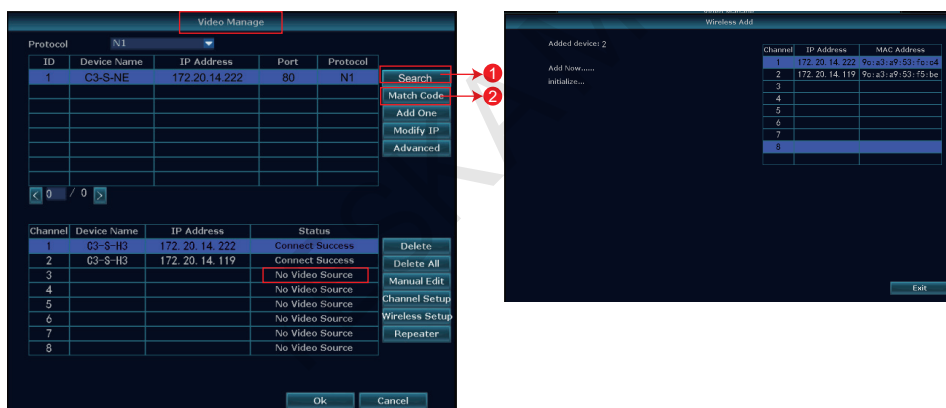 Video Manage
Protocol N1
ID Device Name IP Address Port Protocol
1 C3-S-NE 172.20.14.222 80 N1
Search
1
Match Code
2
Add One
Modify IP
Advanced
< 0 / 0 >
Channel Device Name IP Address Status
1 C3-S-H3 172. 20. 14. 222 Connect Success
2 C3-S-H3 172. 20. 14. 119 Connect Success
3 No Video Source
4 No Video Source
5 No Video Source
6 No Video Source
7 No Video Source
8 No Video Source
Delete
Delete All
Manual Edit
Channel Setup
Wireless Setup
Repeater
Ok Cancel
Wireless Add
Added device: 2
Add Now......
initialize...
Channel IP Address MAC Address
1 172. 20. 14. 222
2 172. 20. 14. 119 9c:a3:a9:53:f5:be
3
4
5
6
7
8
Exit